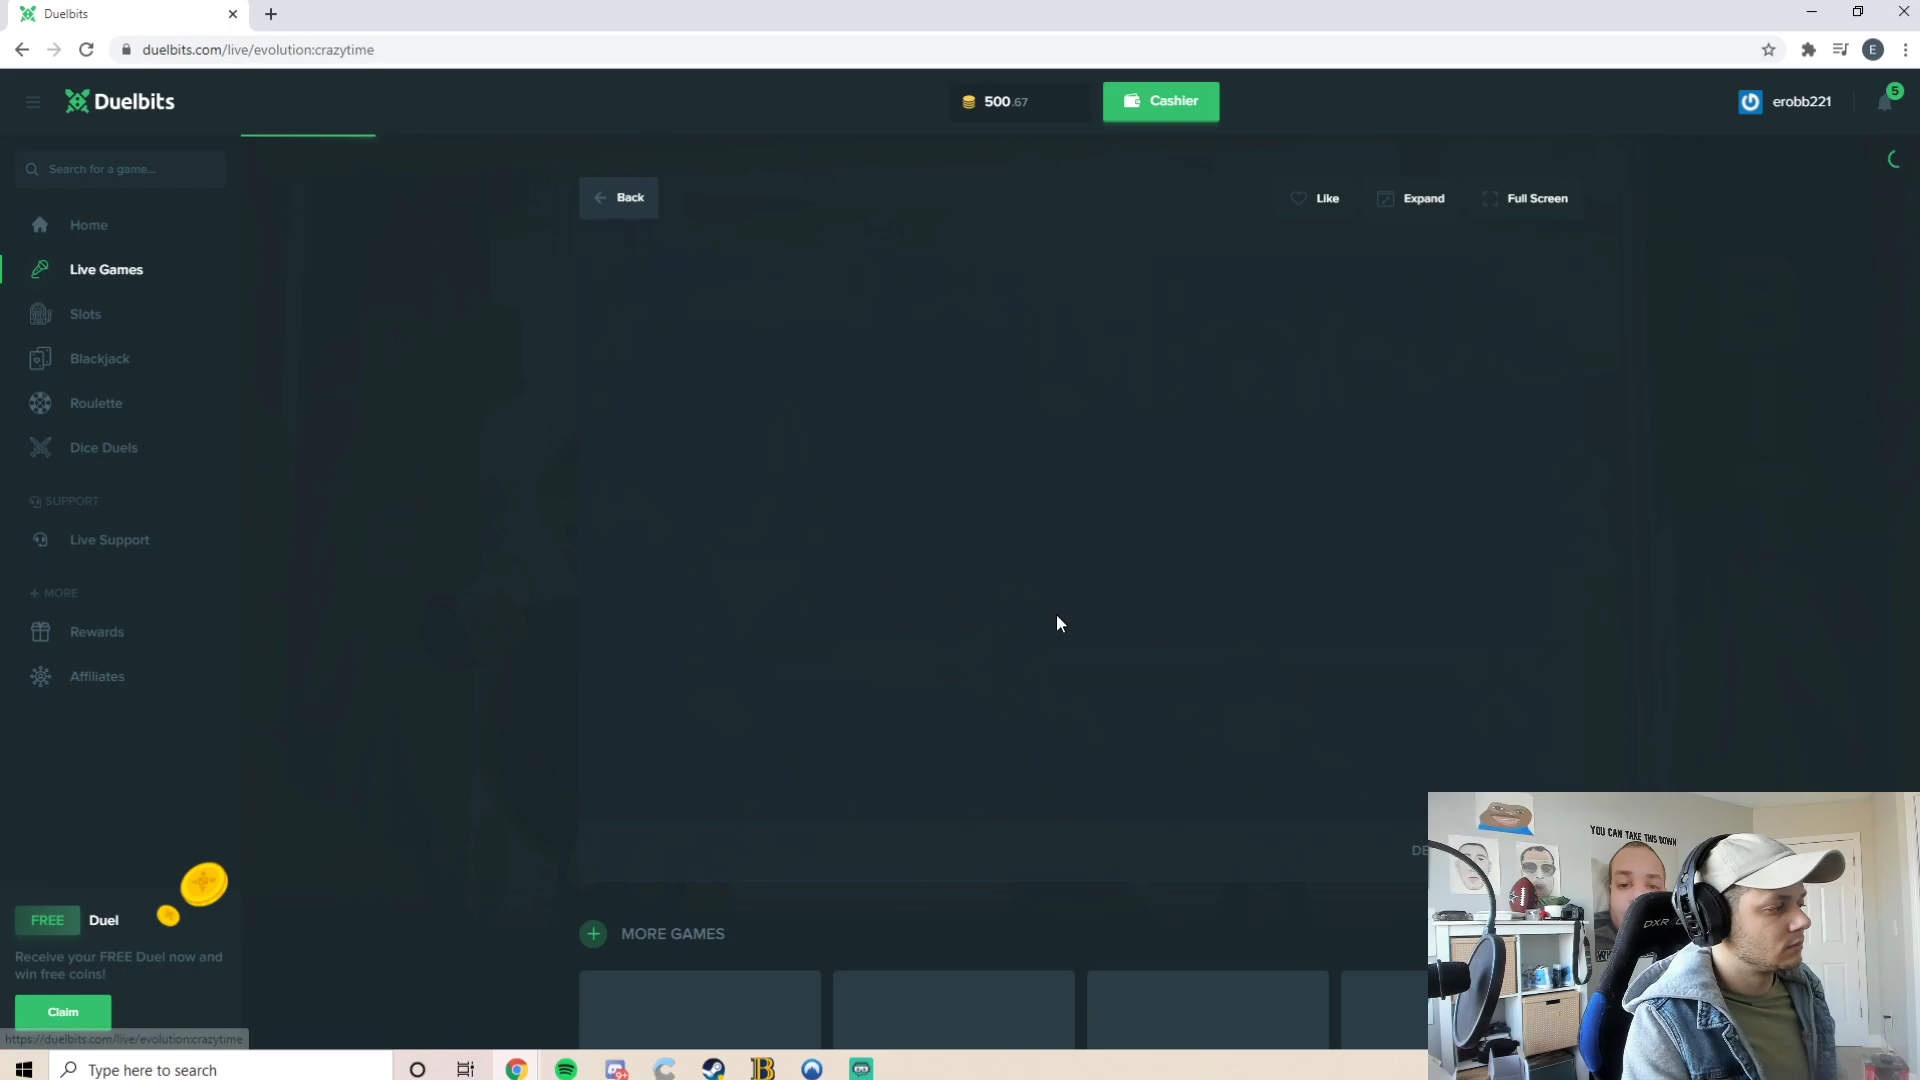 Duelbits
duelbits.com/live/evolution:crazytime
E
Duelbits
500.67
Cashier
erobb221
5
Search for a game...
Back
Like
Expand
Full Screen
Home
Live Games
Slots
Blackjack
Roulette
Dice Duels
SUPPORT
Live Support
+ MORE
Rewards
Affiliates
YOU CAN TAKE THIS DOWN
DE
FREE Duel
Receive your FREE Duel now and
win free coins!
Claim
MORE GAMES
https://duelbits.com/live/evolution:crazytime
Type here to search
9+
B